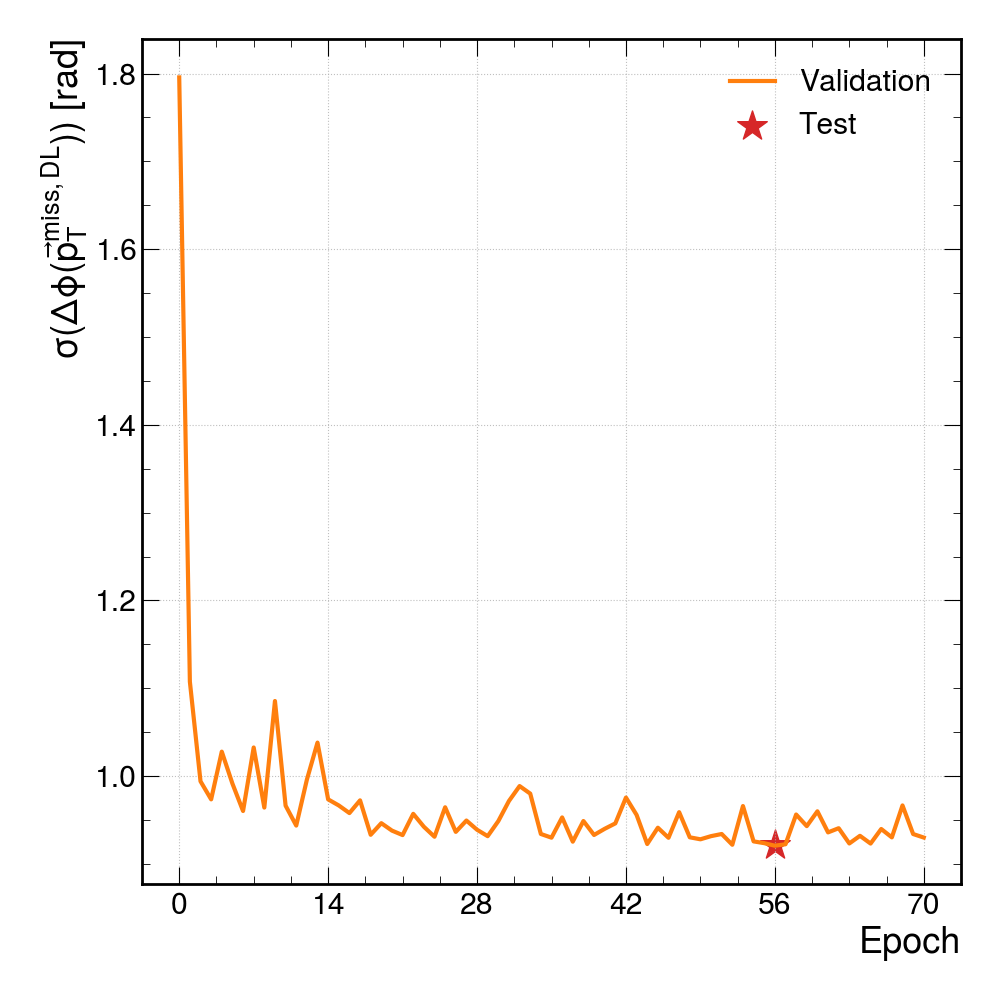 σ(Δϕ(p⃗_T^{miss, DL})) [rad]
1.8
1.6
1.4
1.2
1.0
Validation
Test
0 14 28 42 56 70
Epoch